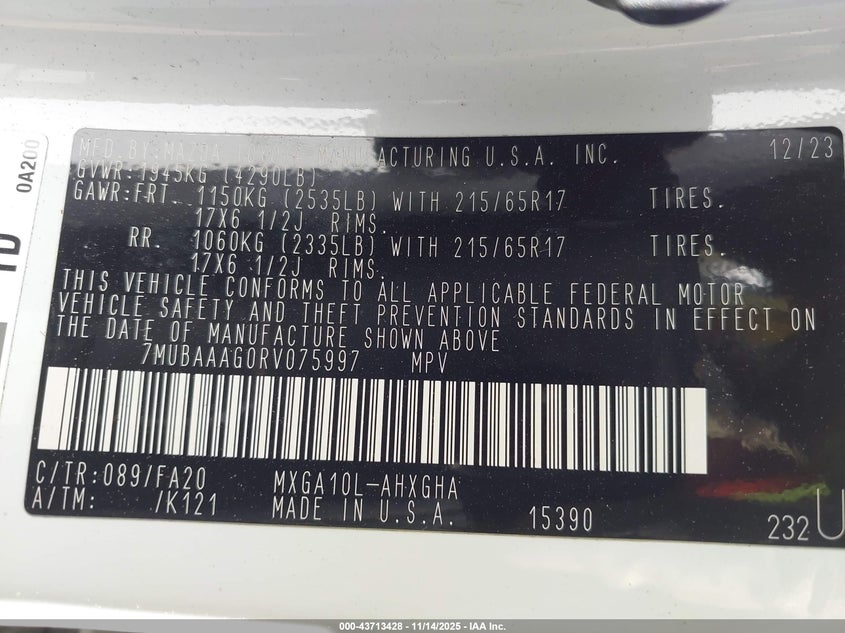 MFD.BY:MAZDA TOYOTA MANUFACTURING U.S.A. INC. 12/23
GVWR:1945KG (4290LB)
GAWR:FRT. 1150KG (2535LB) WITH 215/65R17 TIRES.
17X6 1/2J RIMS.
RR. 1060KG (2335LB) WITH 215/65R17 TIRES.
17X6 1/2J RIMS.
THIS VEHICLE CONFORMS TO ALL APPLICABLE FEDERAL MOTOR
VEHICLE SAFETY AND THEFT PREVENTION STANDARDS IN EFFECT ON
THE DATE OF MANUFACTURE SHOWN ABOVE
7MUBAAAG0RV075997 MPV
C/TR:089/FA20 MXGA10L-AHXGHA
A/TM: /K121 MADE IN U.S.A. 15390 232 U
0A200
000-43713428 - 11/14/2025 - IAA Inc.